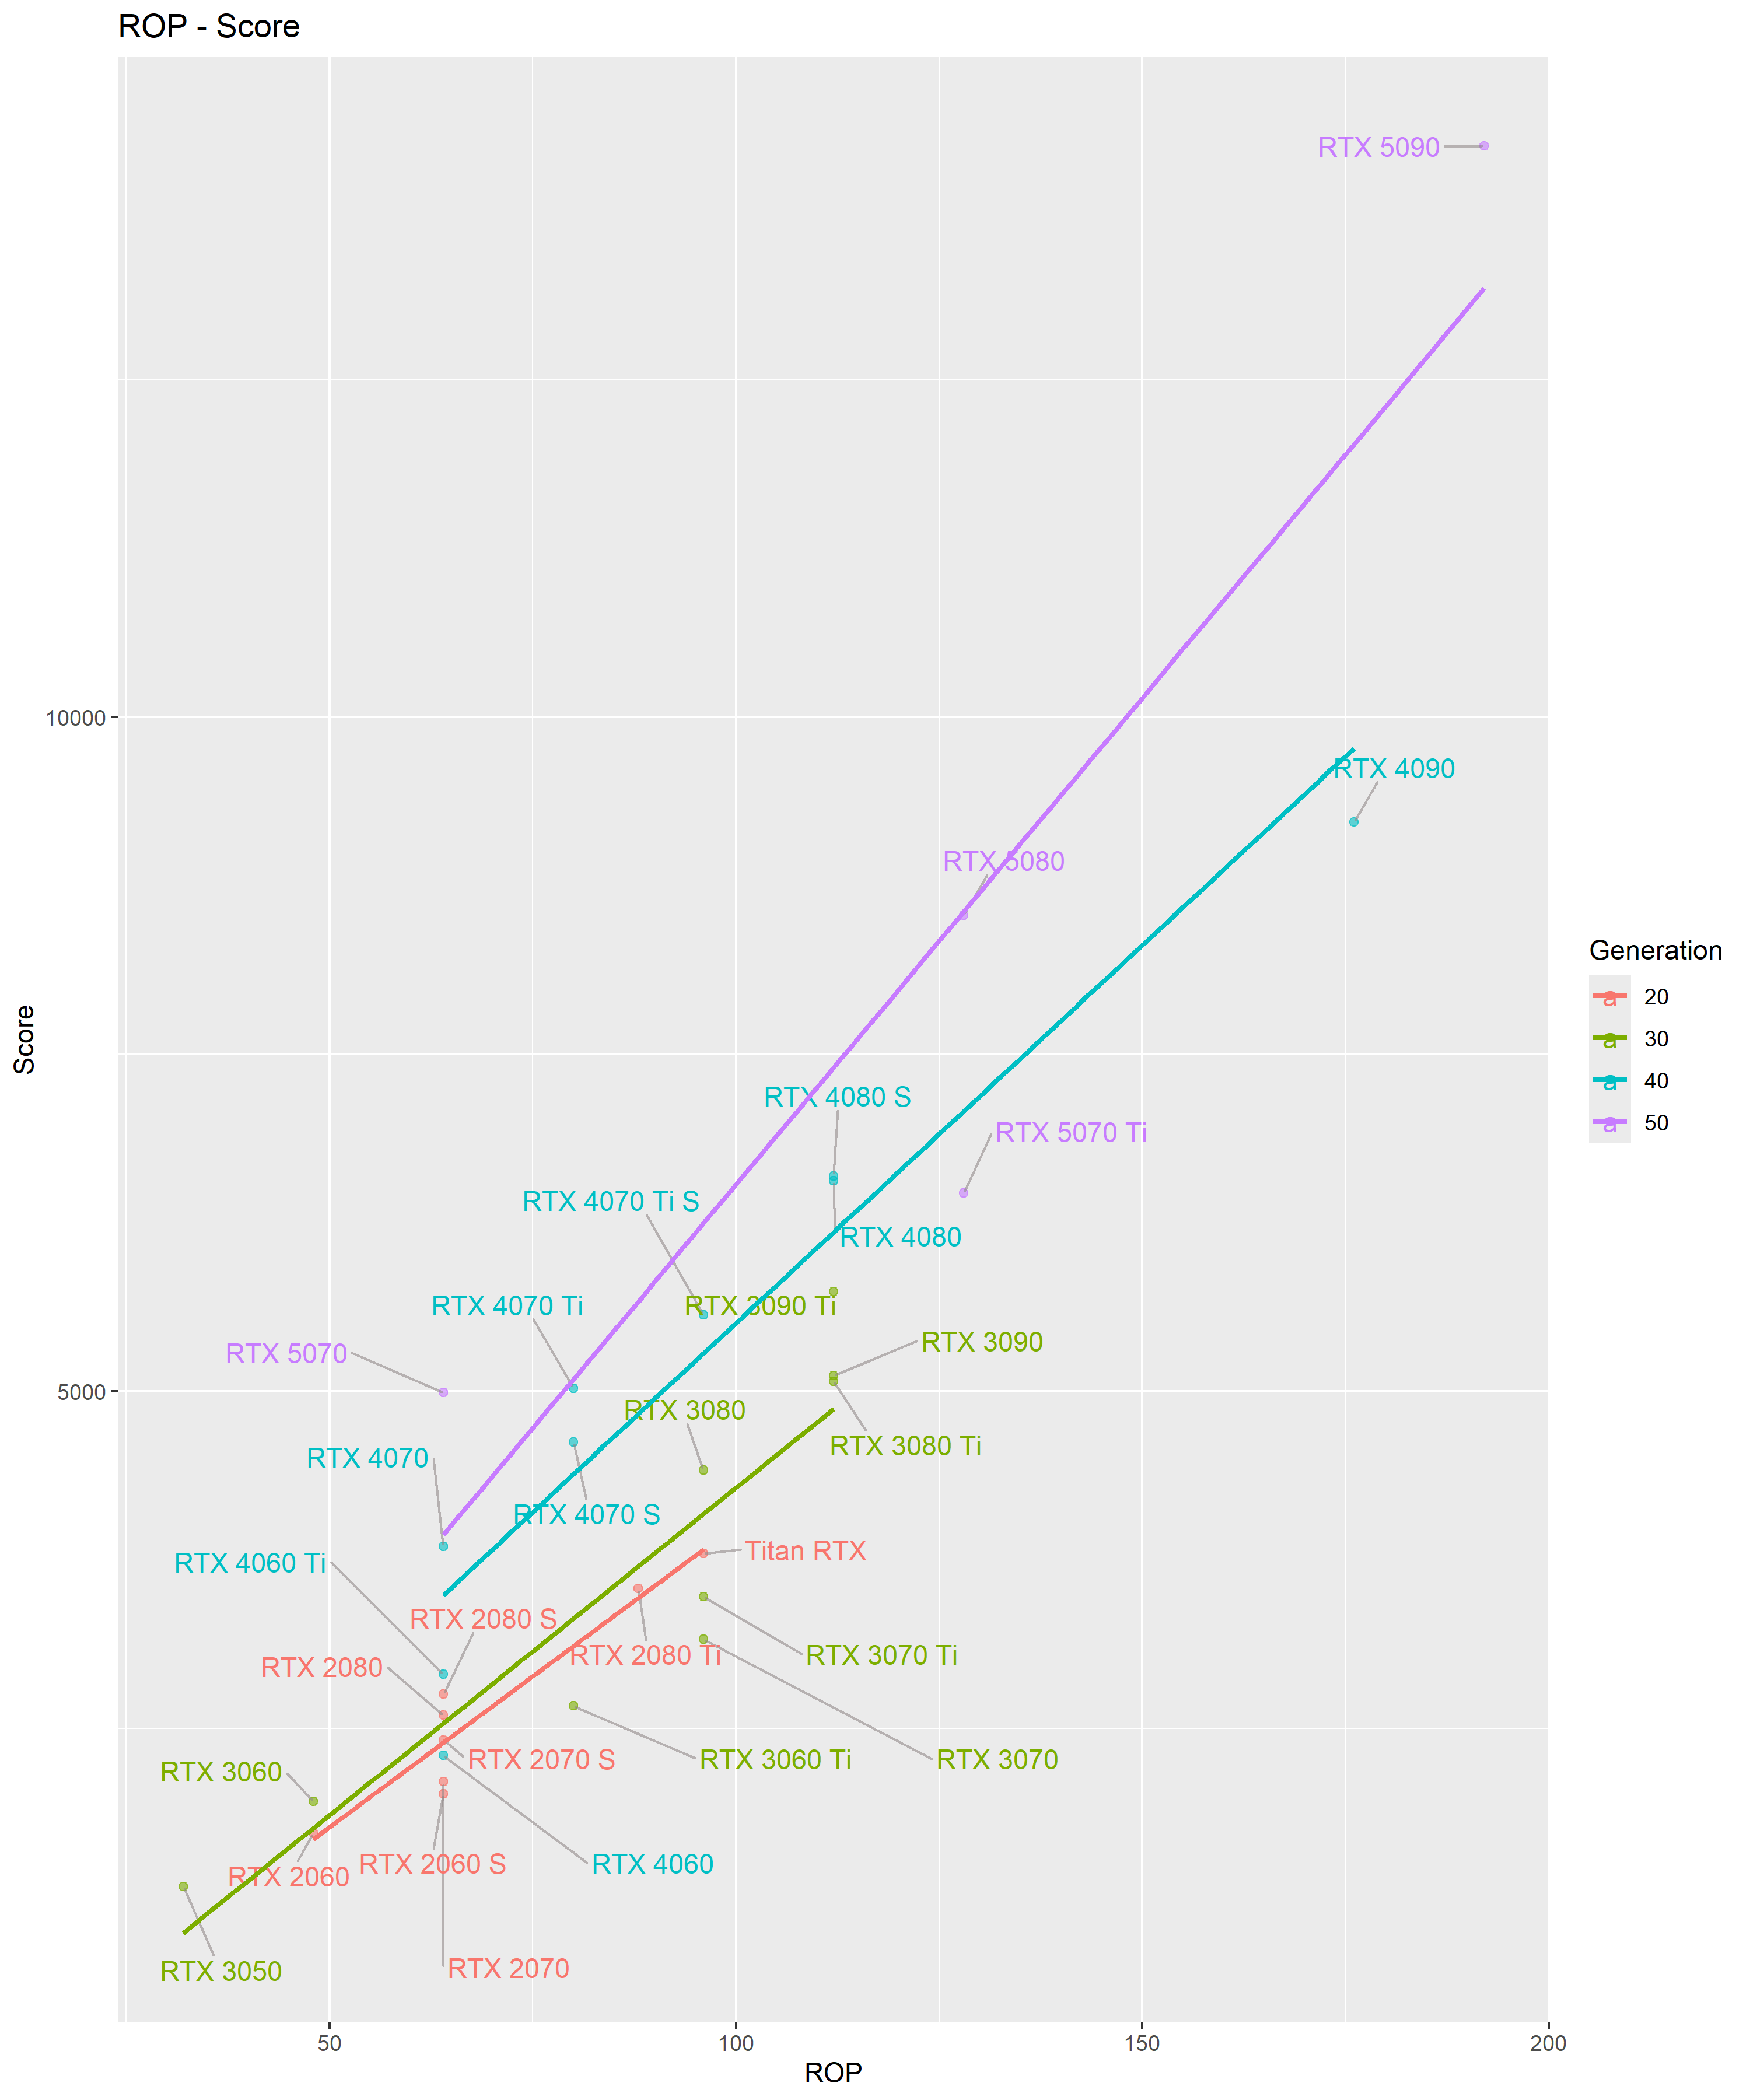 ROP - Score
RTX 5090
10000
RTX 4090
RTX 5080
Generation
a 20
a 30
a 40
a 50
Score
RTX 4080 S
RTX 5070 Ti
RTX 4070 Ti S
RTX 4080
RTX 4070 Ti
RTX 3090 Ti
RTX 3090
RTX 5070
5000
RTX 3080
RTX 3080 Ti
RTX 4070
RTX 4070 S
Titan RTX
RTX 4060 Ti
RTX 2080 S
RTX 2080 Ti
RTX 3070 Ti
RTX 2080
RTX 2070 S
RTX 3060 Ti
RTX 3070
RTX 3060
RTX 2060 S
RTX 4060
RTX 2060
RTX 2070
RTX 3050
50
100
150
200
ROP